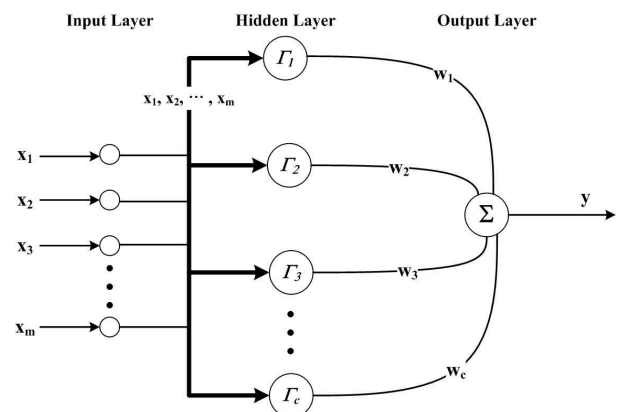 Input Layer Hidden Layer Output Layer
Γ1
w1
x1, x2, ⋯ , xm
x1
Γ2
w2
x2
Σ
y
x3
Γ3
w3
xm
wc
Γc